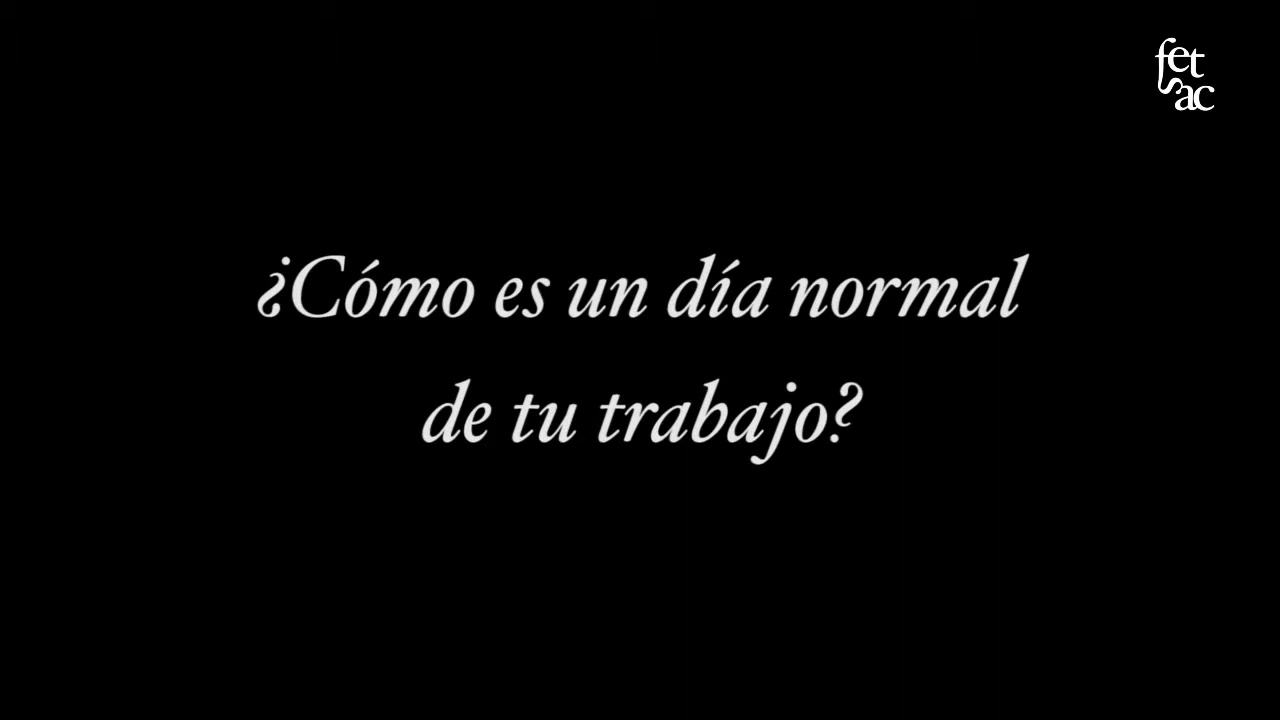 fet
ac
¿Cómo es un día normal
de tu trabajo?